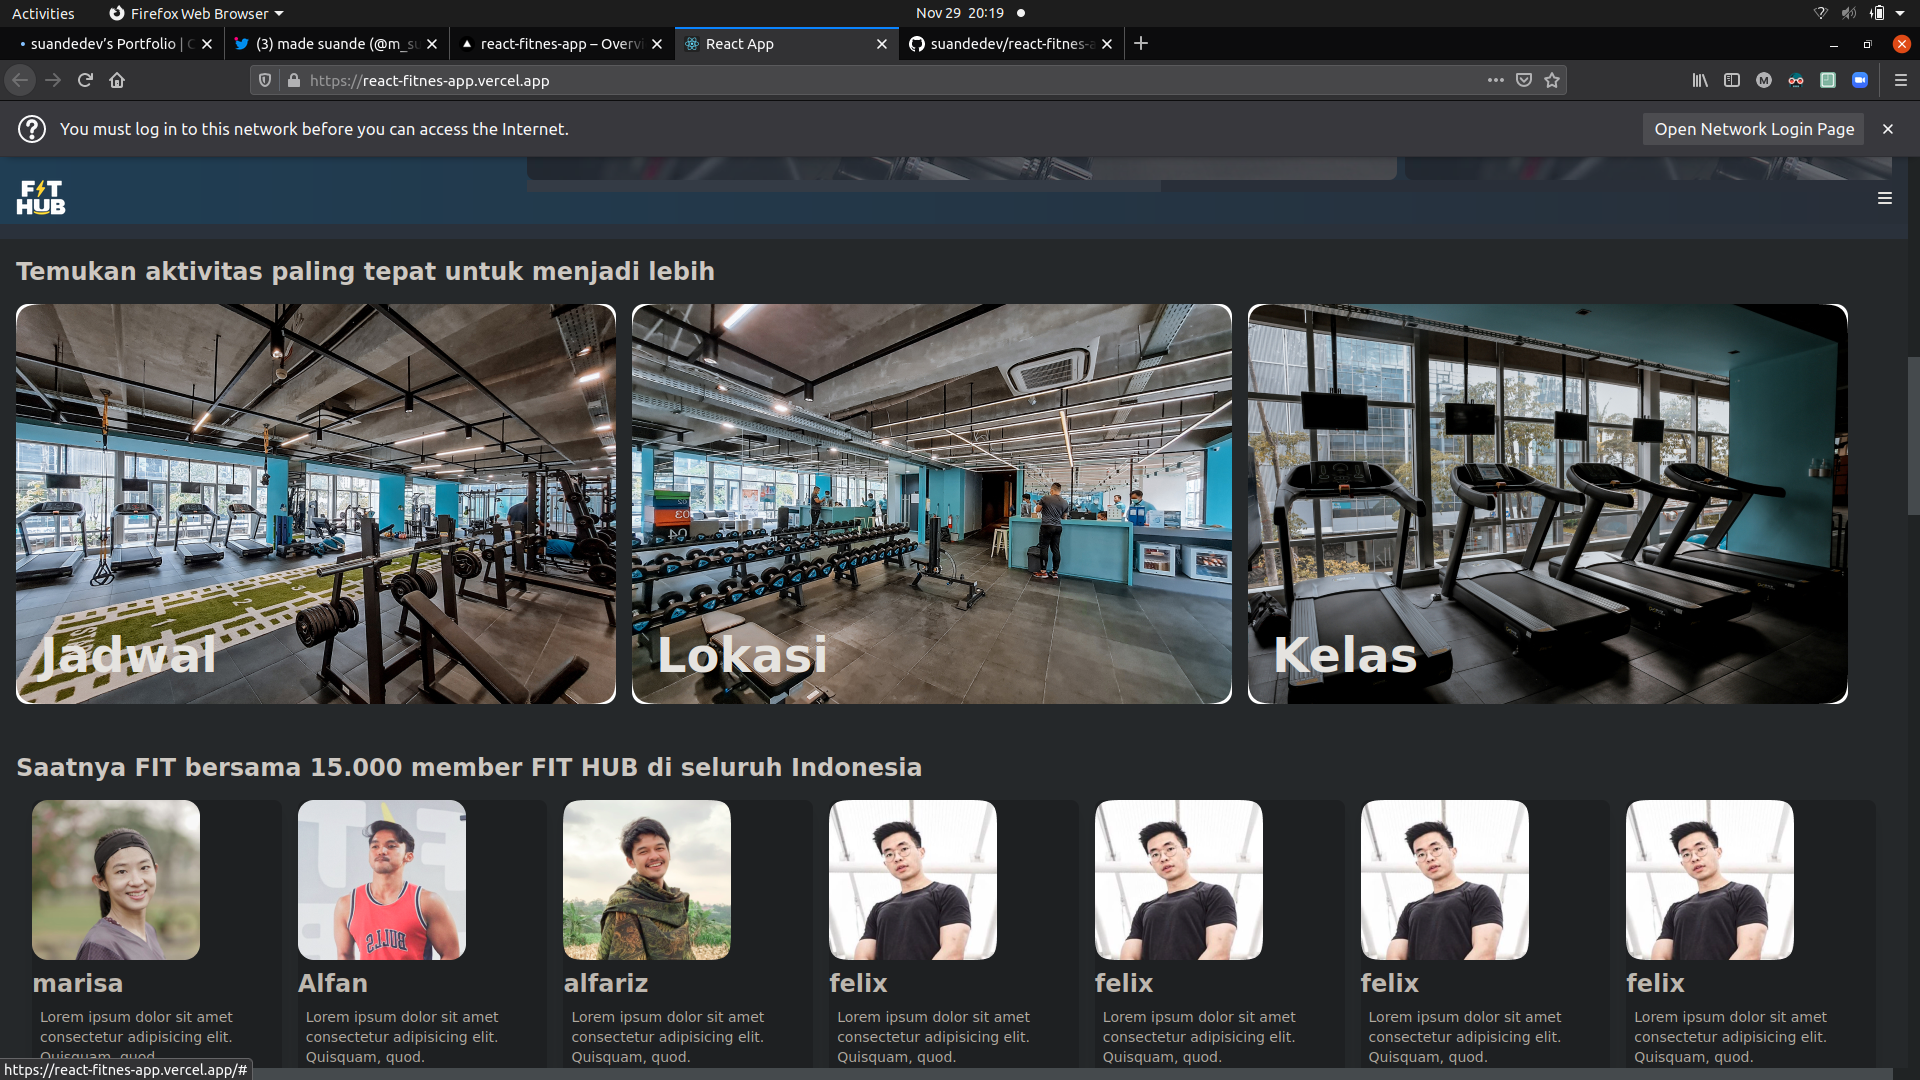 Activities
Firefox Web Browser
Nov 29 20:19
suandedev's Portfolio | C
(3) made suande (@m_su
react-fitnes-app – Overvi
React App
suandedev/react-fitnes-a
https://react-fitnes-app.vercel.app
You must log in to this network before you can access the Internet.
Open Network Login Page
FIT
HUB
Temukan aktivitas paling tepat untuk menjadi lebih
Jadwal
Lokasi
Kelas
Saatnya FIT bersama 15.000 member FIT HUB di seluruh Indonesia
BULLS
marisa
Alfan
alfariz
felix
felix
felix
felix
Lorem ipsum dolor sit amet
consectetur adipisicing elit.
Quisquam, quod.
Lorem ipsum dolor sit amet
consectetur adipisicing elit.
Quisquam, quod.
Lorem ipsum dolor sit amet
consectetur adipisicing elit.
Quisquam, quod.
Lorem ipsum dolor sit amet
consectetur adipisicing elit.
Quisquam, quod.
Lorem ipsum dolor sit amet
consectetur adipisicing elit.
Quisquam, quod.
Lorem ipsum dolor sit amet
consectetur adipisicing elit.
Quisquam, quod.
Lorem ipsum dolor sit amet
consectetur adipisicing elit.
Quisquam, quod.
https://react-fitnes-app.vercel.app/#